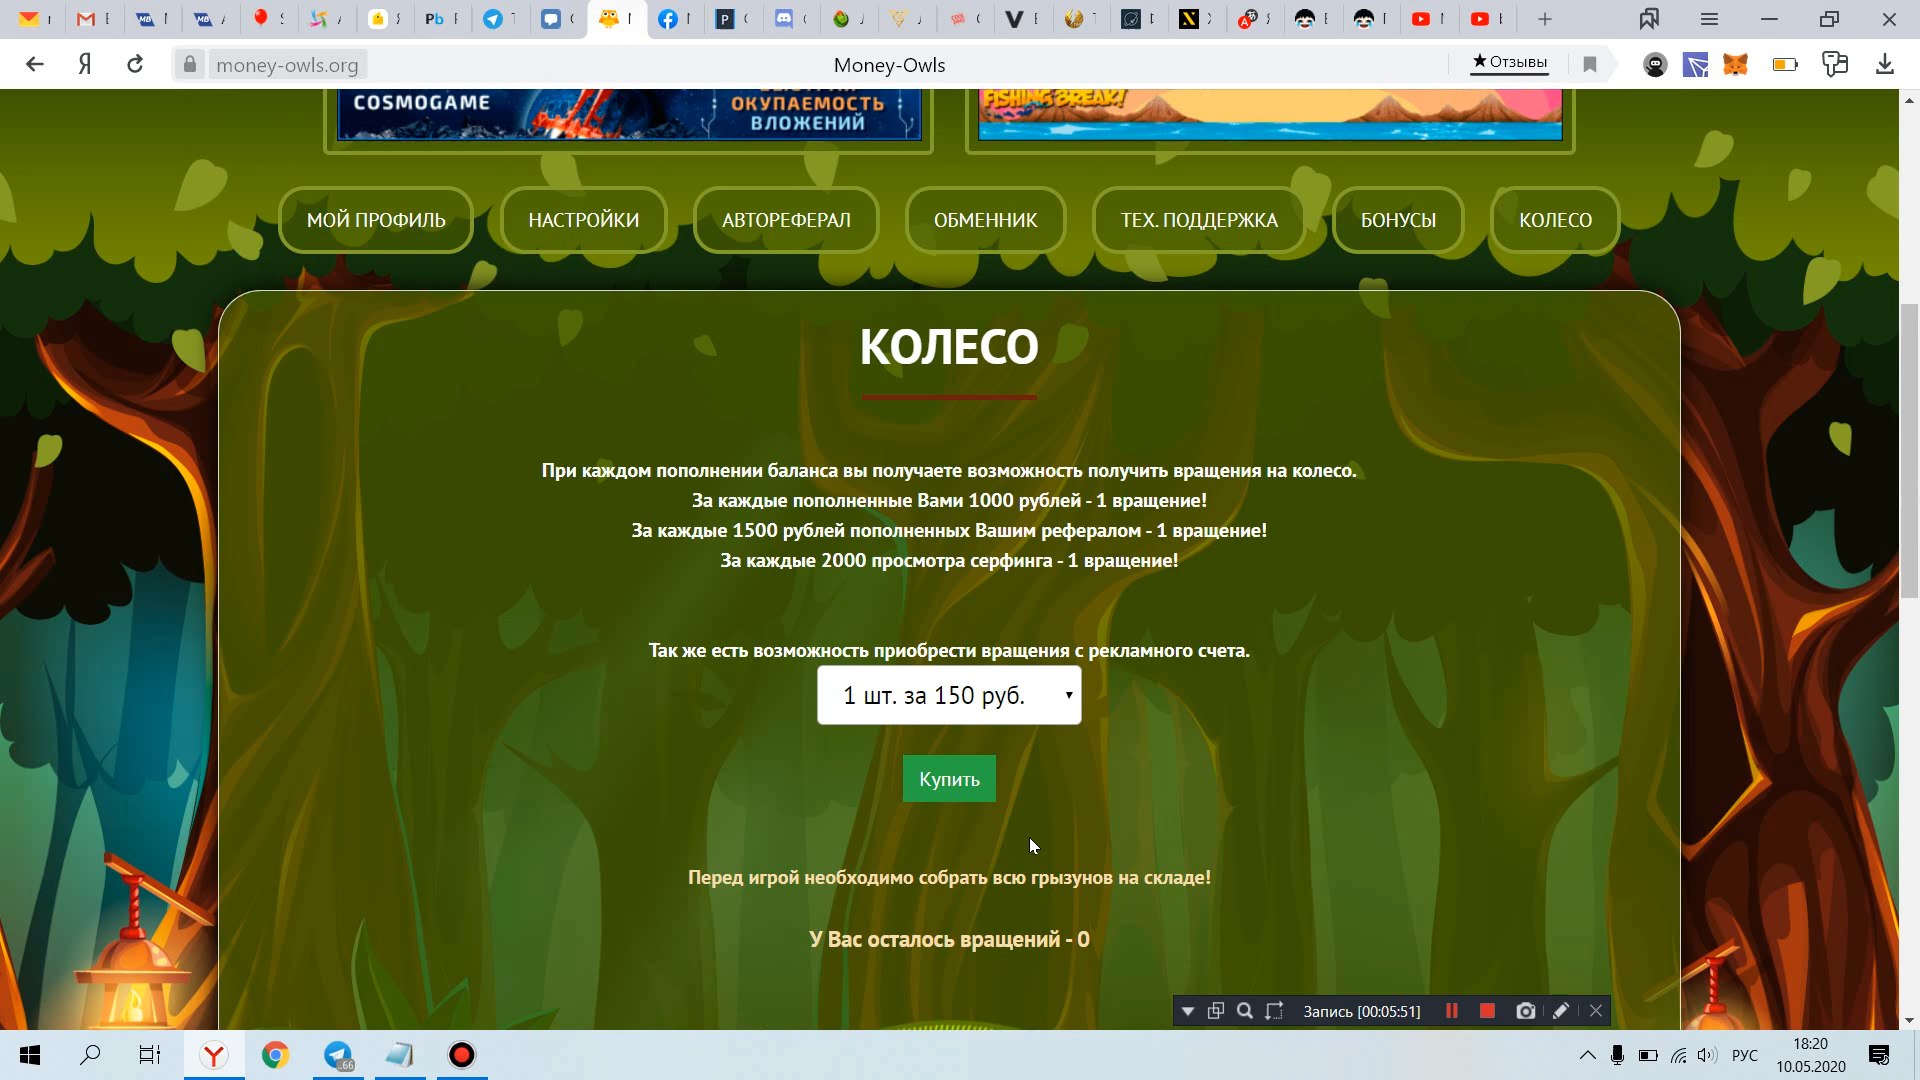 money-owls.org
Money-Owls
★ Отзывы
COSMOGAME
ОКУПАЕМОСТЬ
ВЛОЖЕНИЙ
FISHING BREAK!
МОЙ ПРОФИЛЬ
НАСТРОЙКИ
АВТОРЕФЕРАЛ
ОБМЕННИК
ТЕХ. ПОДДЕРЖКА
БОНУСЫ
КОЛЕСО
КОЛЕСО
При каждом пополнении баланса вы получаете возможность получить вращения на колесо.
За каждые пополненные Вами 1000 рублей - 1 вращение!
За каждые 1500 рублей пополненных Вашим рефералом - 1 вращение!
За каждые 2000 просмотра серфинга - 1 вращение!
Так же есть возможность приобрести вращения с рекламного счета.
1 шт. за 150 руб.
Купить
Перед игрой необходимо собрать всю грызунов на складе!
У Вас осталось вращений - 0
Запись [00:05:51]
РУС
18:20
10.05.2020